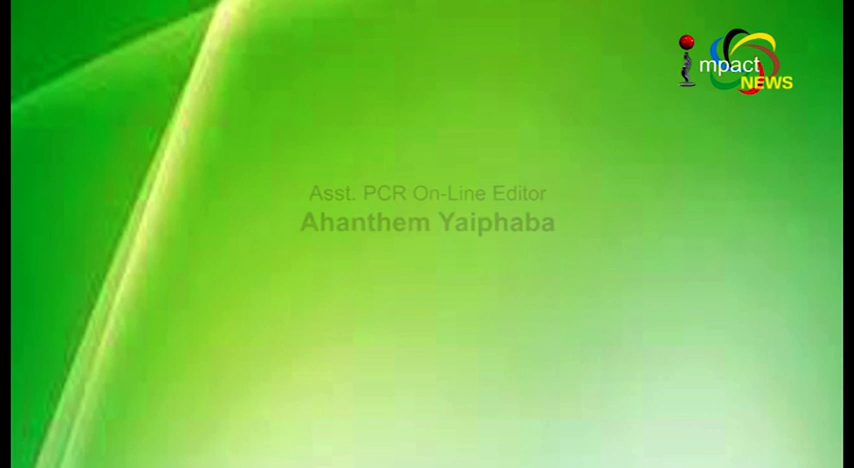 impact
NEWS
Asst. PCR On-Line Editor
Ahanthem Yaiphaba